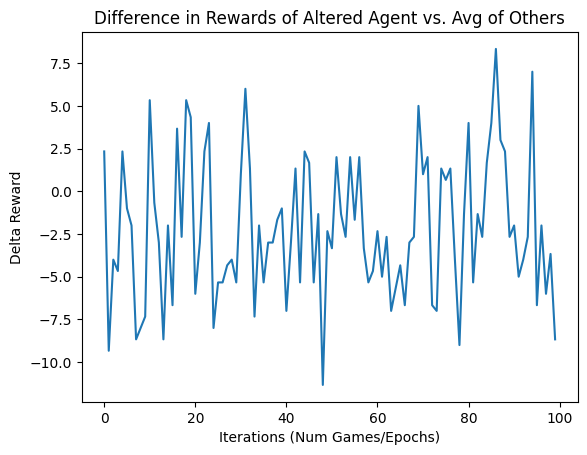 Difference in Rewards of Altered Agent vs. Avg of Others
7.5
5.0
2.5
0.0
−2.5
−5.0
−7.5
−10.0
Delta Reward
0 20 40 60 80 100
Iterations (Num Games/Epochs)